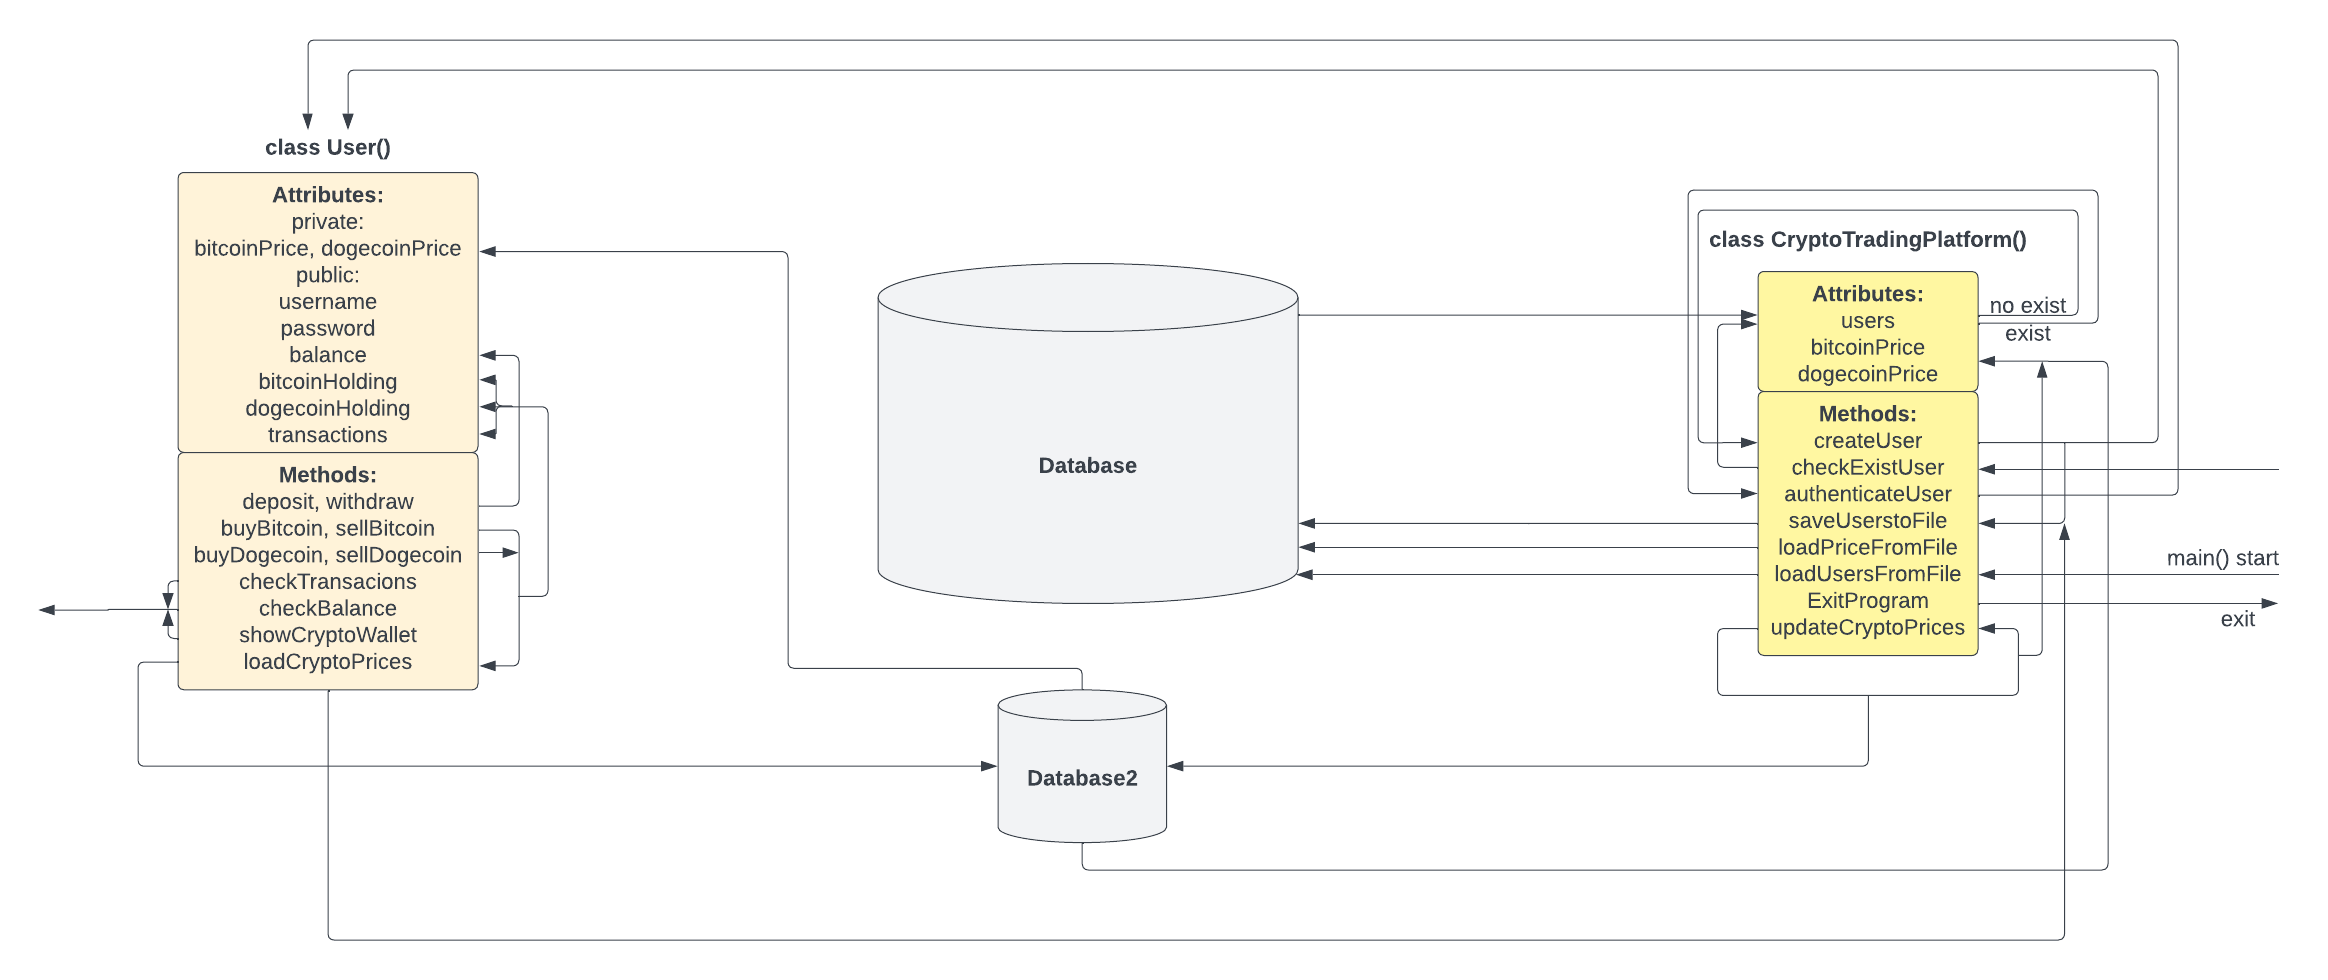 class User()
Attributes:
private:
bitcoinPrice, dogecoinPrice
public:
username
password
balance
bitcoinHolding
dogecoinHolding
transactions
Methods:
deposit, withdraw
buyBitcoin, sellBitcoin
buyDogecoin, sellDogecoin
checkTransacions
checkBalance
showCryptoWallet
loadCryptoPrices
Database
Database2
class CryptoTradingPlatform()
Attributes:
users
bitcoinPrice
dogecoinPrice
no exist
exist
Methods:
createUser
checkExistUser
authenticateUser
saveUserstoFile
loadPriceFromFile
loadUsersFromFile
ExitProgram
updateCryptoPrices
main() start
exit